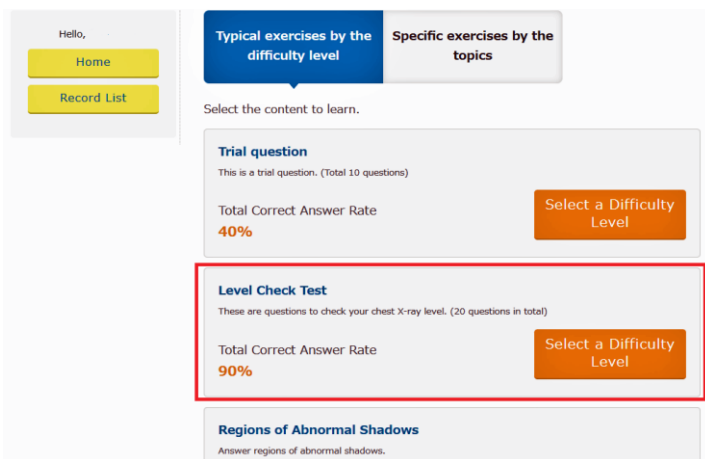 Hello,
Home
Record List
Typical exercises by the
difficulty level
Specific exercises by the
topics
Select the content to learn.
Trial question
This is a trial question. (Total 10 questions)
Total Correct Answer Rate
40%
Select a Difficulty
Level
Level Check Test
These are questions to check your chest X-ray level. (20 questions in total)
Total Correct Answer Rate
90%
Select a Difficulty
Level
Regions of Abnormal Shadows
Answer regions of abnormal shadows.